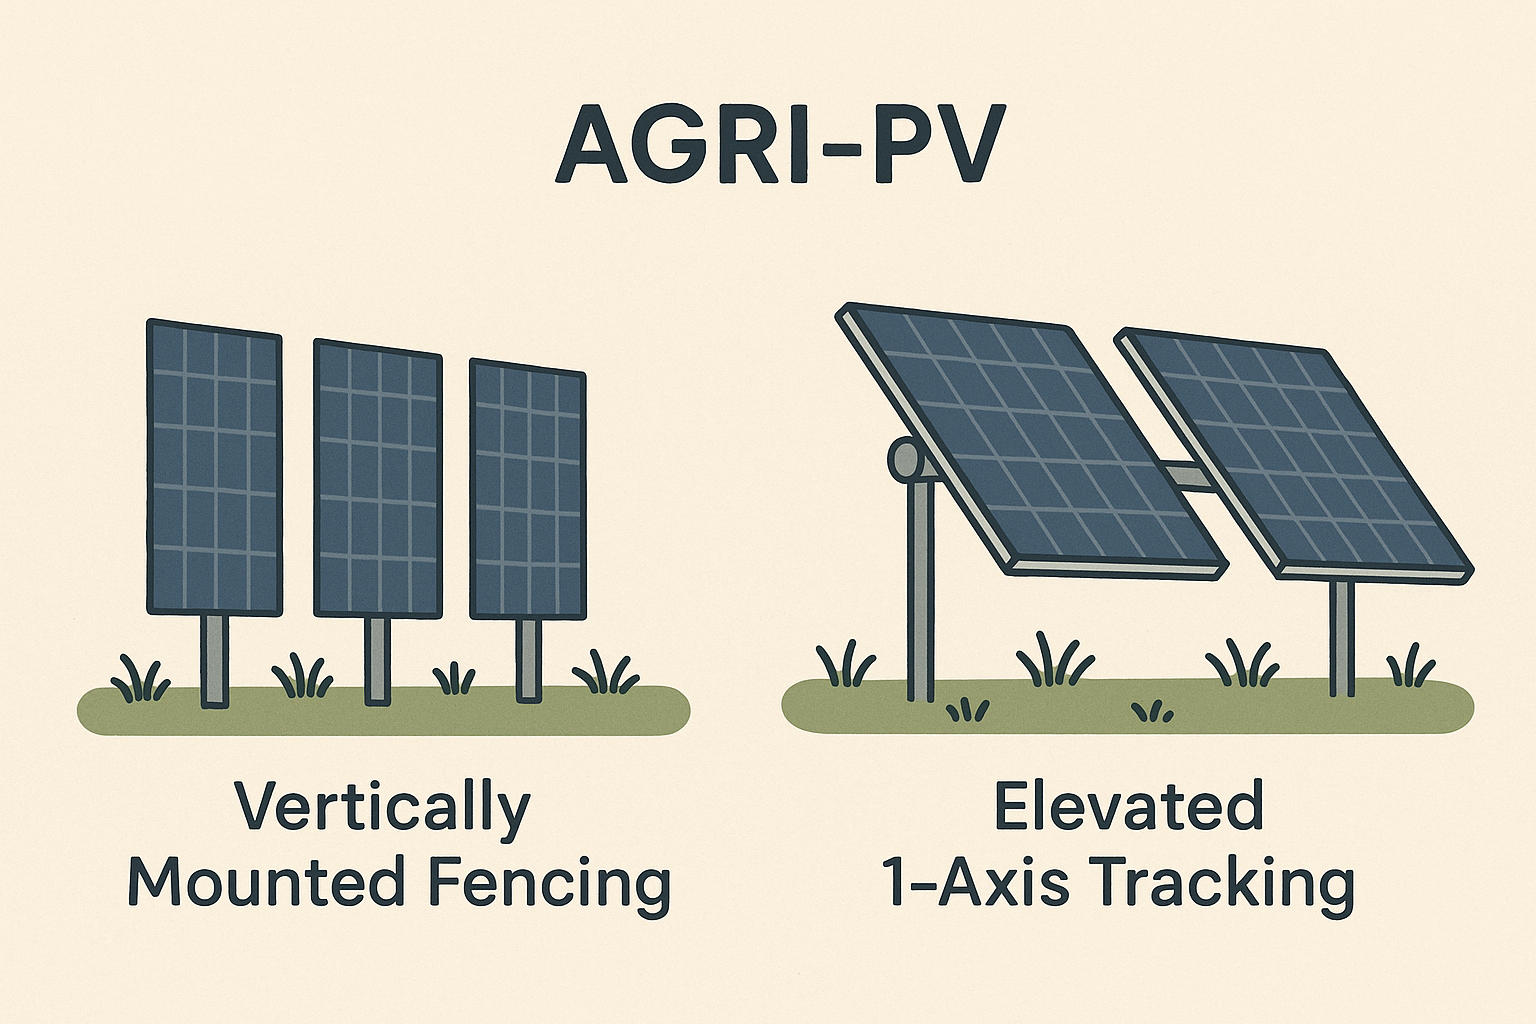 AGRI-PV
Vertically
Mounted Fencing
Elevated
1-Axis Tracking